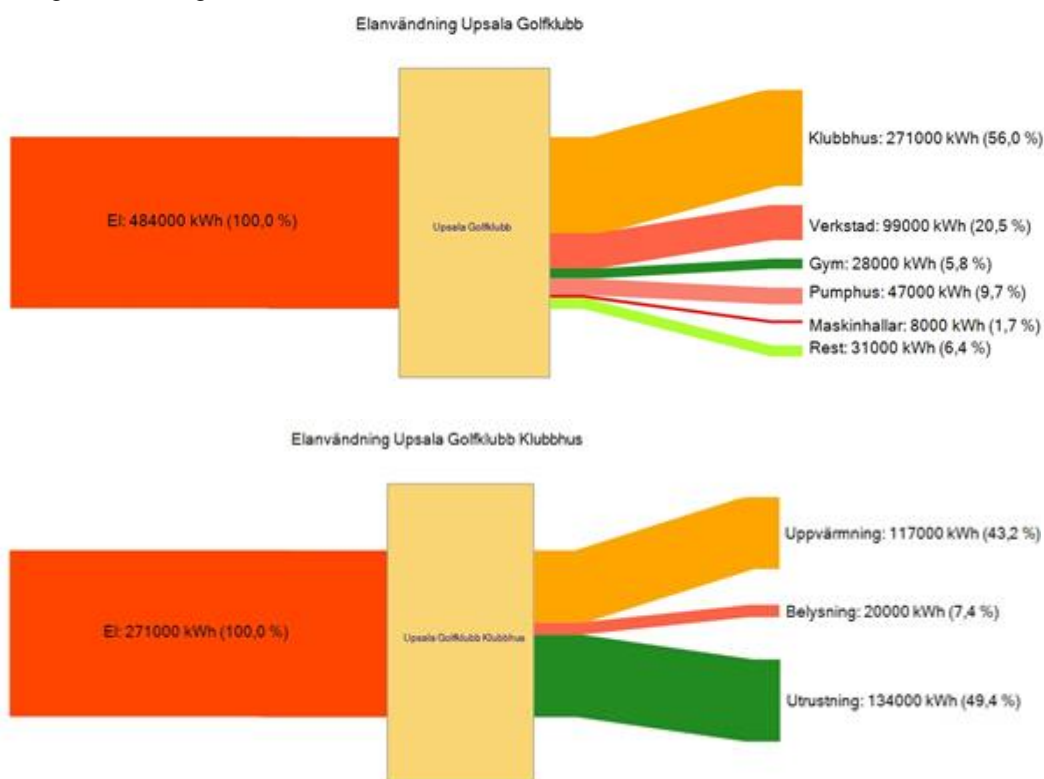 Elanvändning Upsala Golfklubb
Klubbhus: 271000 kWh (56,0 %)
El: 484000 kWh (100,0 %)
Upsala Golfklubb
Verkstad: 99000 kWh (20,5 %)
Gym: 28000 kWh (5,8 %)
Pumphus: 47000 kWh (9,7 %)
Maskinhallar: 8000 kWh (1,7 %)
Rest: 31000 kWh (6,4 %)
Elanvändning Upsala Golfklubb Klubbhus
Uppvärmning: 117000 kWh (43,2 %)
Belysning: 20000 kWh (7,4 %)
El: 271000 kWh (100,0 %)
Upsala Golfklubb Klubbhus
Utrustning: 134000 kWh (49,4 %)